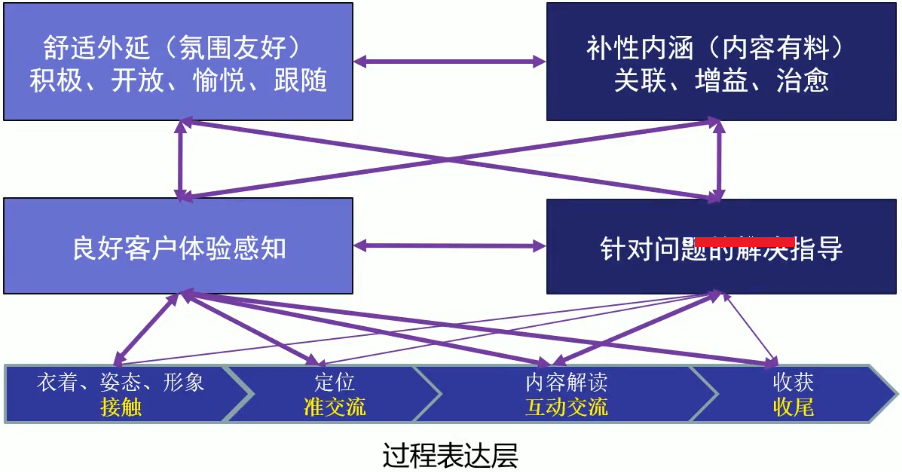 舒适外延（氛围友好）
积极、开放、愉悦、跟随
补性内涵（内容有料）
关联、增益、治愈
良好客户体验感知
针对问题的解决指导
衣着、姿态、形象
接触
定位
准交流
内容解读
互动交流
收获
收尾
过程表达层